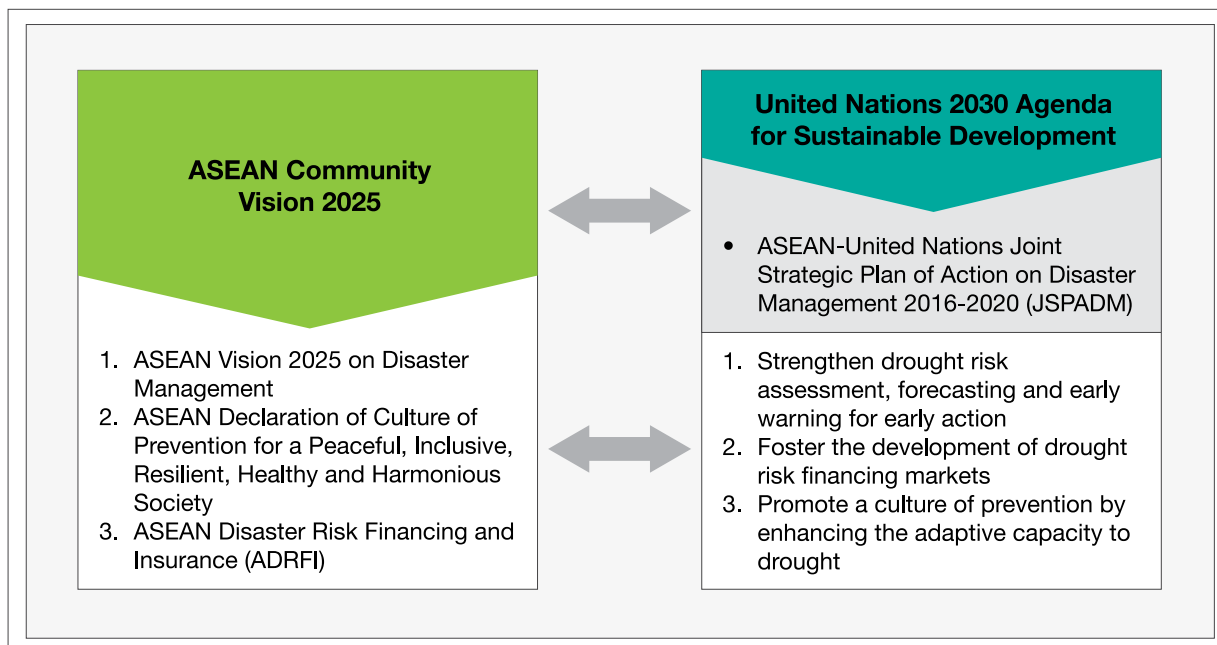 ASEAN Community
Vision 2025
1. ASEAN Vision 2025 on Disaster
Management
2. ASEAN Declaration of Culture of
Prevention for a Peaceful, Inclusive,
Resilient, Healthy and Harmonious
Society
3. ASEAN Disaster Risk Financing and
Insurance (ADRFI)
United Nations 2030 Agenda
for Sustainable Development
• ASEAN-United Nations Joint
Strategic Plan of Action on Disaster
Management 2016-2020 (JSPADM)
1. Strengthen drought risk
assessment, forecasting and early
warning for early action
2. Foster the development of drought
risk financing markets
3. Promote a culture of prevention by
enhancing the adaptive capacity to
drought